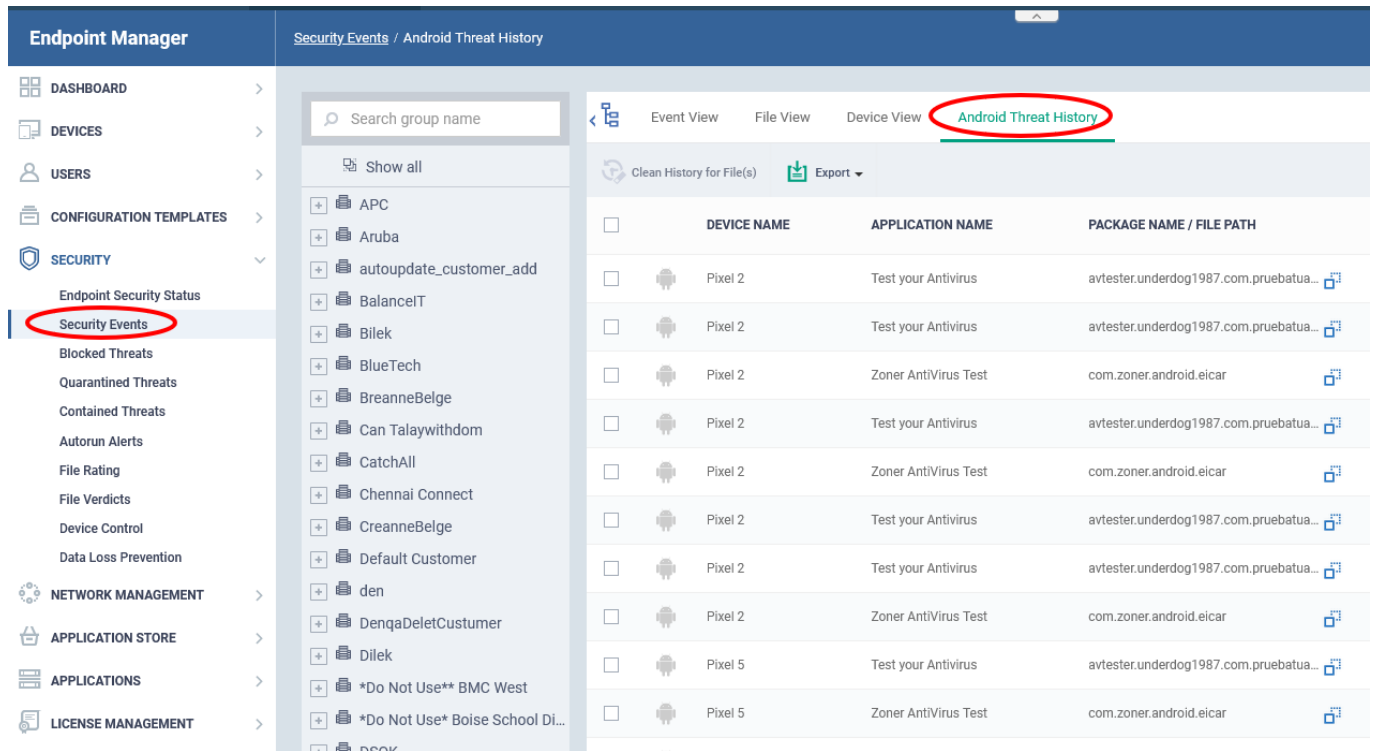 Endpoint Manager
Security Events / Android Threat History
DASHBOARD
DEVICES
USERS
CONFIGURATION TEMPLATES
SECURITY
Endpoint Security Status
Security Events
Blocked Threats
Quarantined Threats
Contained Threats
Autorun Alerts
File Rating
File Verdicts
Device Control
Data Loss Prevention
NETWORK MANAGEMENT
APPLICATION STORE
APPLICATIONS
LICENSE MANAGEMENT
Search group name
Show all
APC
Aruba
autoupdate_customer_add
BalanceIT
Bilek
BlueTech
BreanneBelge
Can Talaywithdom
CatchAll
Chennai Connect
CreanneBelge
Default Customer
den
DenqaDeletCustumer
Dilek
*Do Not Use** BMC West
*Do Not Use* Boise School Di...
Event View File View Device View Android Threat History
Clean History for File(s) Export
DEVICE NAME APPLICATION NAME PACKAGE NAME / FILE PATH
Pixel 2 Test your Antivirus avtester.underdog1987.com.pruebatua...
Pixel 2 Test your Antivirus avtester.underdog1987.com.pruebatua...
Pixel 2 Zoner AntiVirus Test com.zoner.android.eicar
Pixel 2 Test your Antivirus avtester.underdog1987.com.pruebatua...
Pixel 2 Zoner AntiVirus Test com.zoner.android.eicar
Pixel 2 Test your Antivirus avtester.underdog1987.com.pruebatua...
Pixel 2 Test your Antivirus avtester.underdog1987.com.pruebatua...
Pixel 2 Zoner AntiVirus Test com.zoner.android.eicar
Pixel 5 Test your Antivirus avtester.underdog1987.com.pruebatua...
Pixel 5 Zoner AntiVirus Test com.zoner.android.eicar